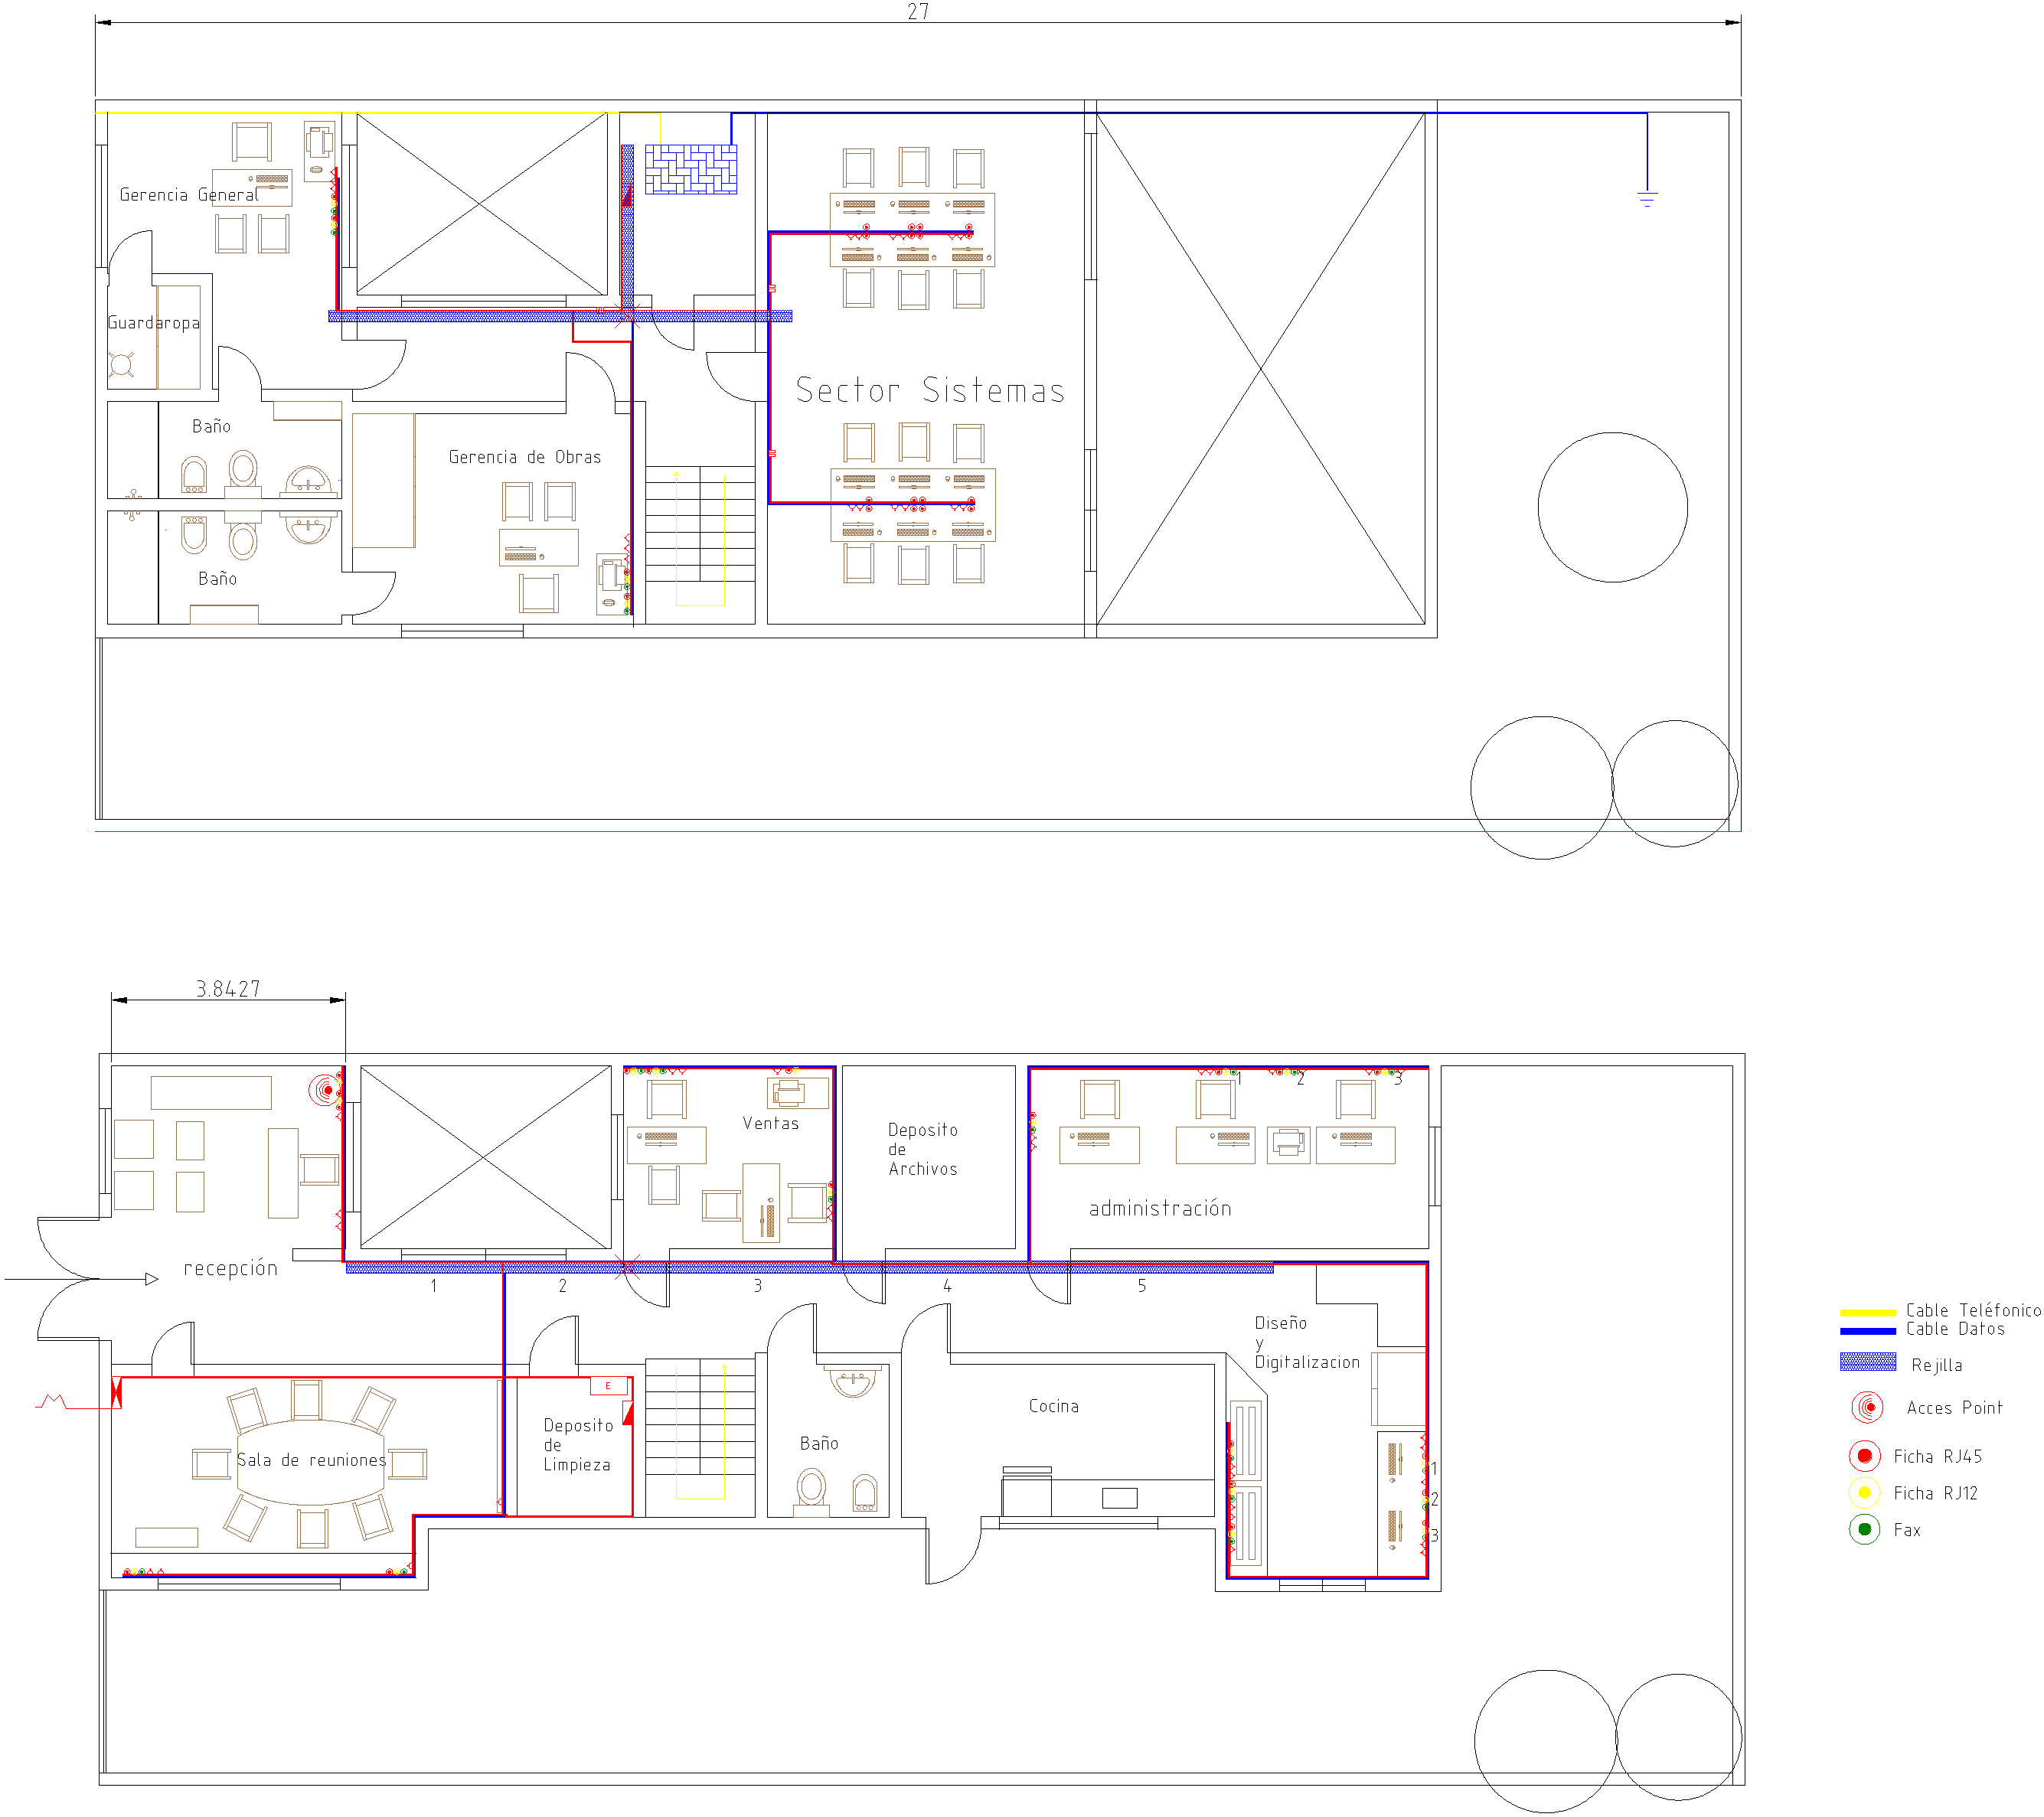 27
Gerencia General
Guardaropa
Sector Sistemas
Baño
Gerencia de Obras
Baño
3.8427
1
2
3
Ventas
Deposito
de
Archivos
administración
recepción
1
2
3
4
5
Diseño
y
Digitalizacion
E
Cocina
Deposito
de
Limpieza
Baño
Sala de reuniones
1
2
3
Cable Teléfonico
Cable Datos
Rejilla
Acces Point
Ficha RJ45
Ficha RJ12
Fax